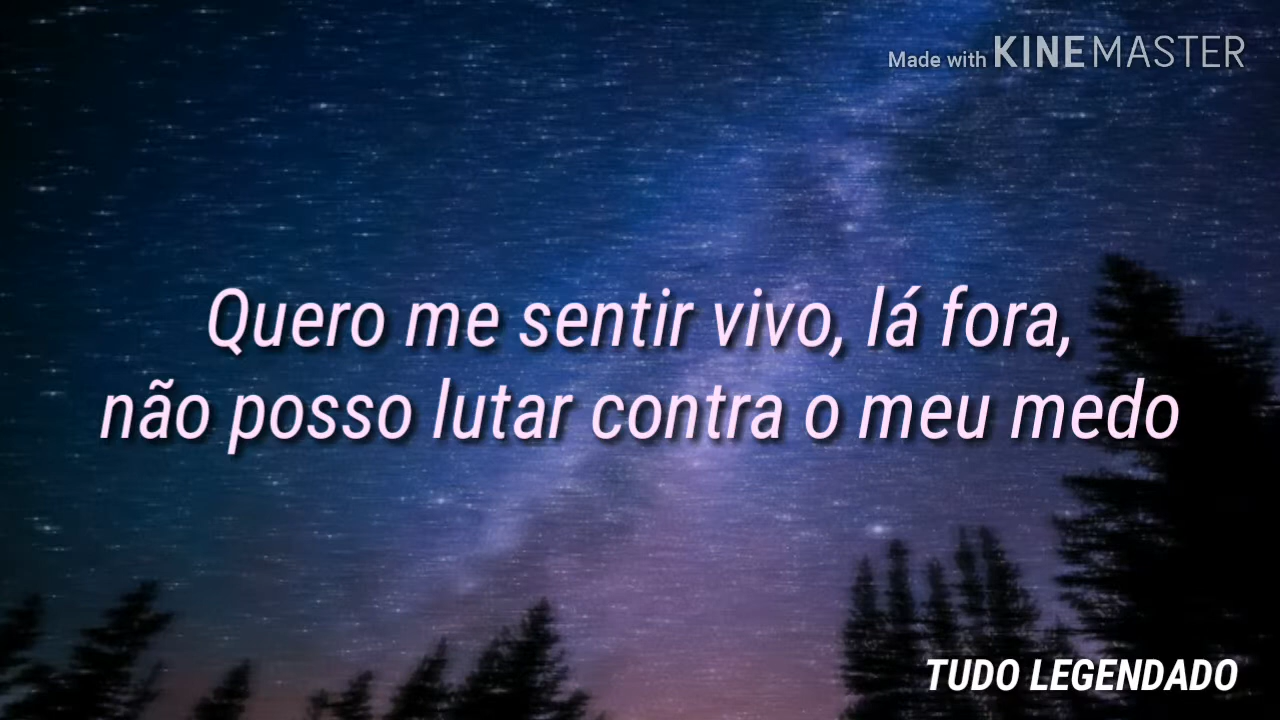 Made with KINEMASTER
Quero me sentir vivo, lá fora,
não posso lutar contra o meu medo
TUDO LEGENDADO